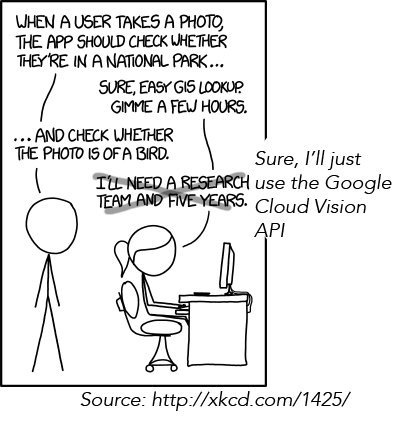 WHEN A USER TAKES A PHOTO,
THE APP SHOULD CHECK WHETHER
THEY'RE IN A NATIONAL PARK...
SURE, EASY GIS LOOKUP.
GIMME A FEW HOURS.
...AND CHECK WHETHER
THE PHOTO IS OF A BIRD.
I'LL NEED A RESEARCH
TEAM AND FIVE YEARS.
Sure, I'll just
use the Google
Cloud Vision
API
Source: http://xkcd.com/1425/